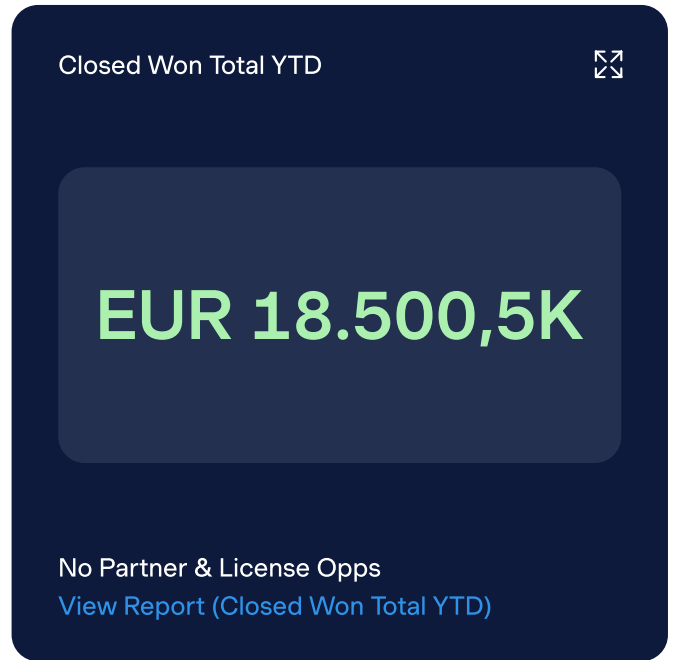 Closed Won Total YTD
EUR 18.500,5K
No Partner & License Opps
View Report (Closed Won Total YTD)